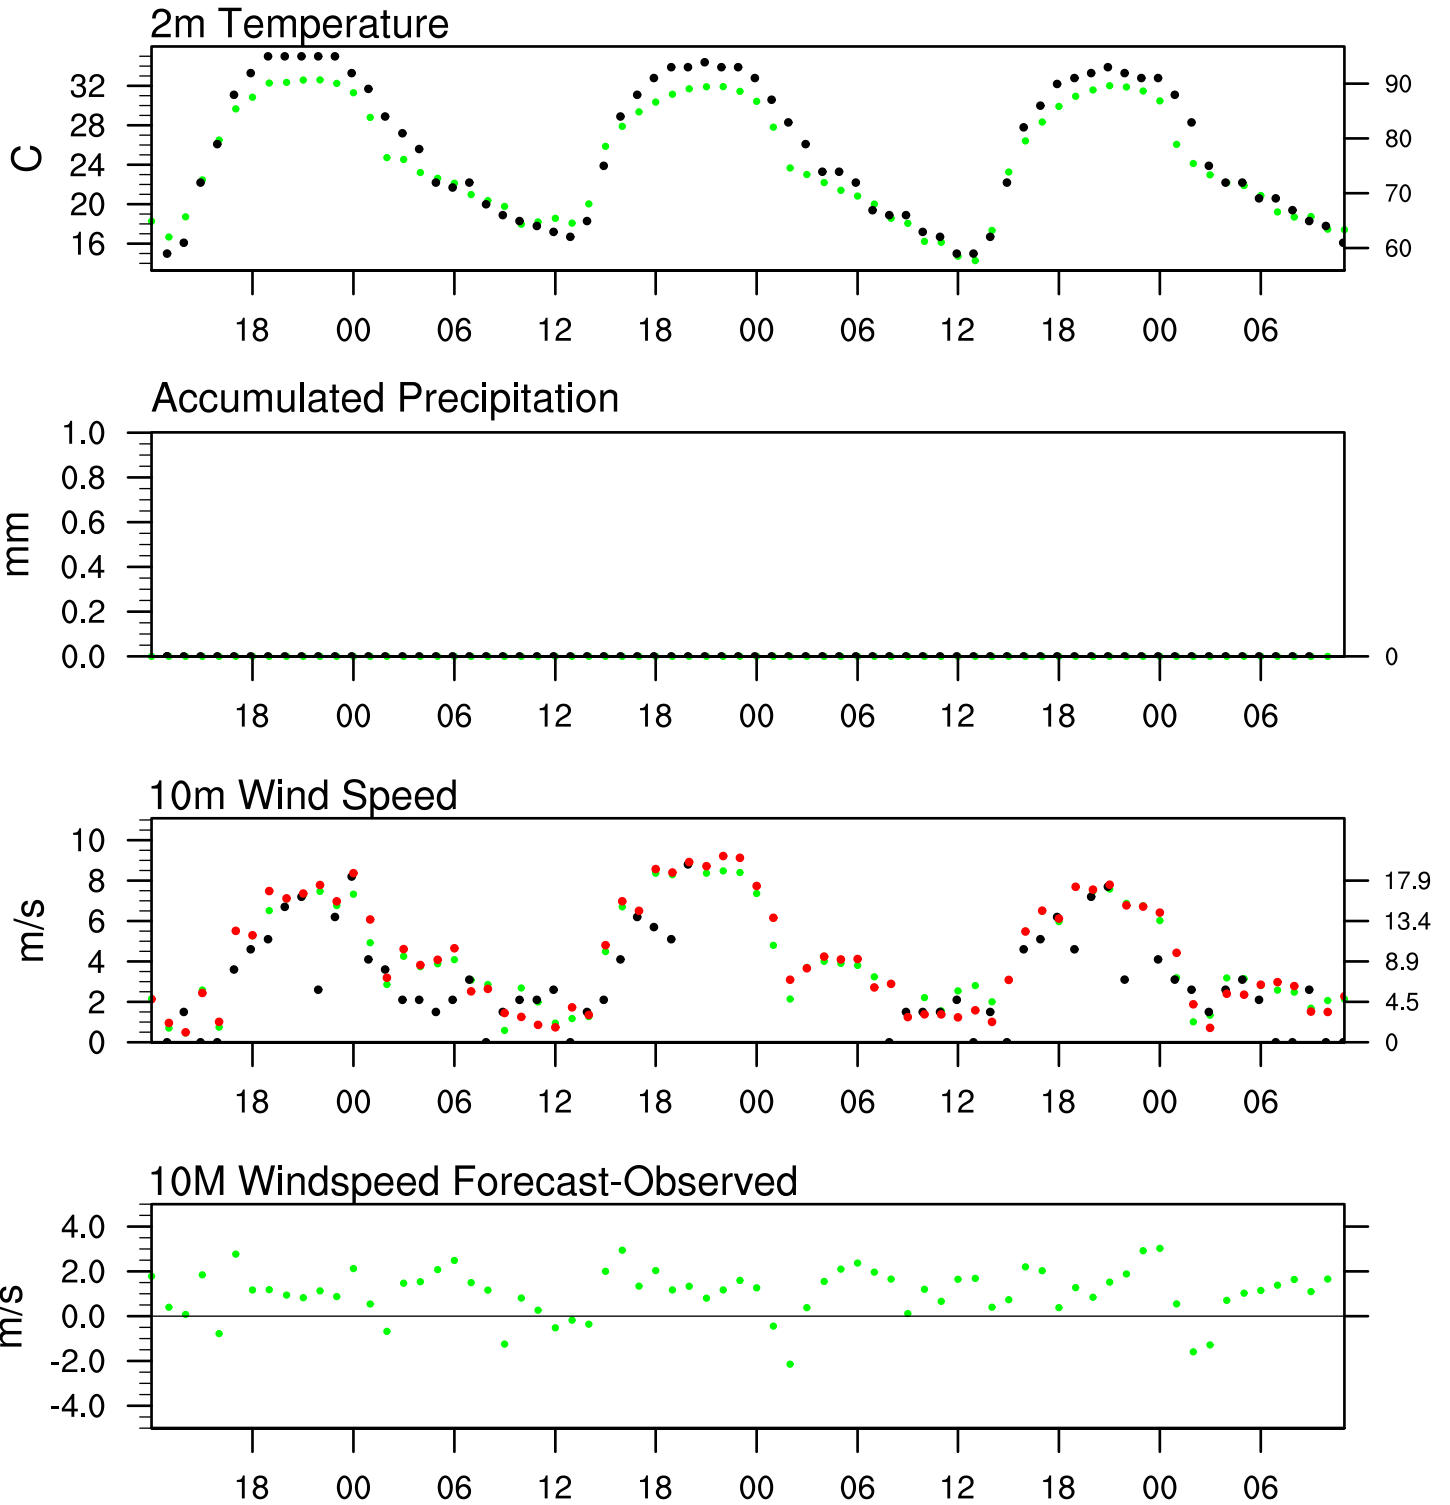 2m Temperature
C
32
28
24
20
16
90
80
70
60
18 00 06 12 18 00 06 12 18 00 06
Accumulated Precipitation
mm
1.0
0.8
0.6
0.4
0.2
0.0
0
18 00 06 12 18 00 06 12 18 00 06
10m Wind Speed
m/s
10
8
6
4
2
0
17.9
13.4
8.9
4.5
0
18 00 06 12 18 00 06 12 18 00 06
10M Windspeed Forecast-Observed
m/s
4.0
2.0
0.0
-2.0
-4.0
18 00 06 12 18 00 06 12 18 00 06